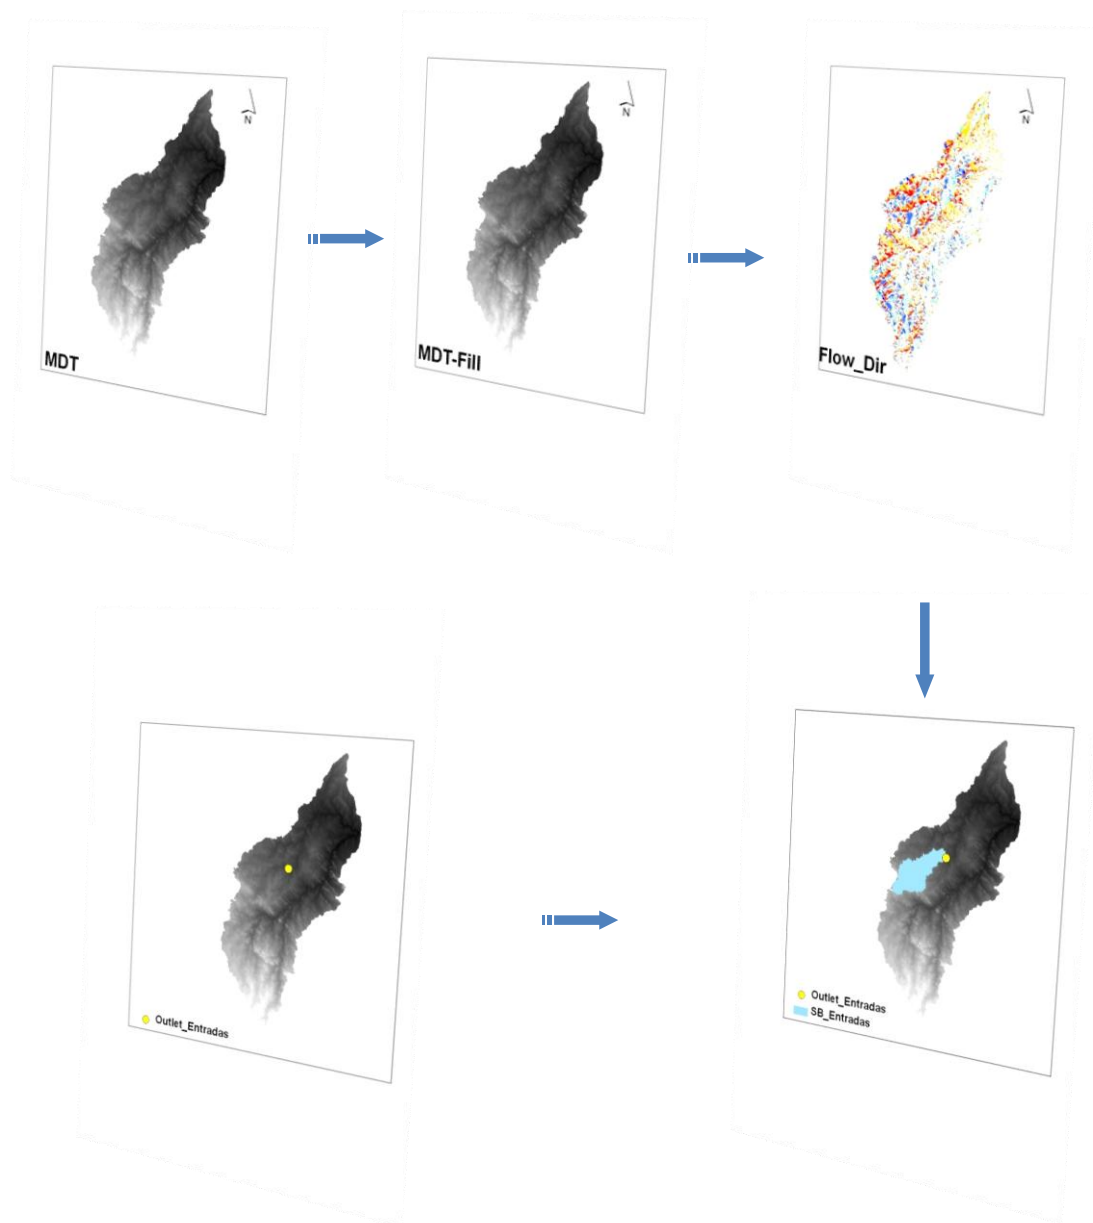 N
MDT
N
MDT-Fill
N
Flow_Dir
Outlet_Entradas
Outlet_Entradas
SB_Entradas